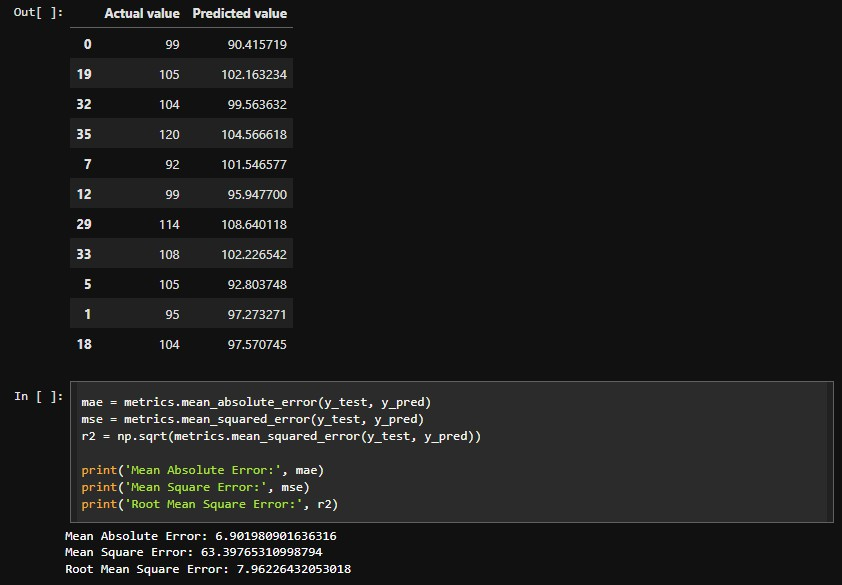 Out[ ]: Actual value Predicted value
0 99 90.415719
19 105 102.163234
32 104 99.563632
35 120 104.566618
7 92 101.546577
12 99 95.947700
29 114 108.640118
33 108 102.226542
5 105 92.803748
1 95 97.273271
18 104 97.570745
In [ ]: mae = metrics.mean_absolute_error(y_test, y_pred)
mse = metrics.mean_squared_error(y_test, y_pred)
r2 = np.sqrt(metrics.mean_squared_error(y_test, y_pred))
print('Mean Absolute Error:', mae)
print('Mean Square Error:', mse)
print('Root Mean Square Error:', r2)
Mean Absolute Error: 6.901980901636316
Mean Square Error: 63.39765310998794
Root Mean Square Error: 7.96226432053018